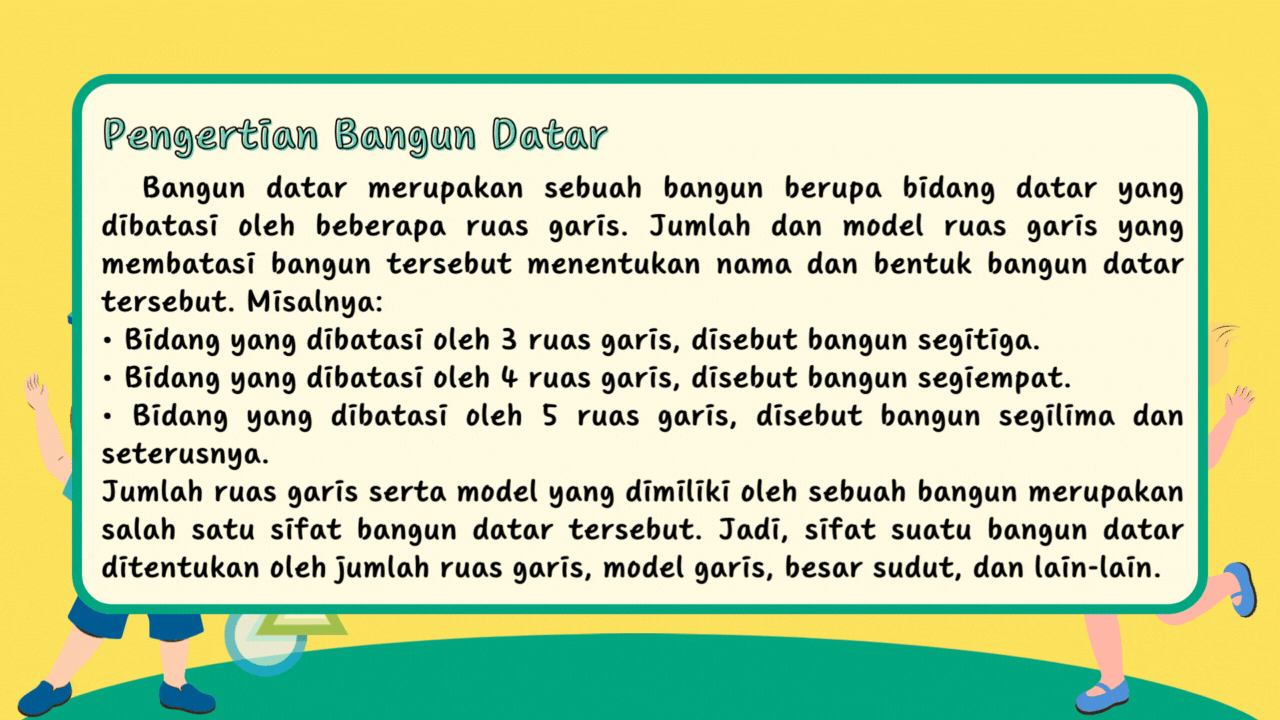 Pengertian Bangun Datar
Bangun datar merupakan sebuah bangun berupa bidang datar yang
dibatasi oleh beberapa ruas garis. Jumlah dan model ruas garis yang
membatasi bangun tersebut menentukan nama dan bentuk bangun datar
tersebut. Misalnya:
• Bidang yang dibatasi oleh 3 ruas garis, disebut bangun segitiga.
• Bidang yang dibatasi oleh 4 ruas garis, disebut bangun segiempat.
• Bidang yang dibatasi oleh 5 ruas garis, disebut bangun segilima dan
seterusnya.
Jumlah ruas garis serta model yang dimiliki oleh sebuah bangun merupakan
salah satu sifat bangun datar tersebut. Jadi, sifat suatu bangun datar
ditentukan oleh jumlah ruas garis, model garis, besar sudut, dan lain-lain.